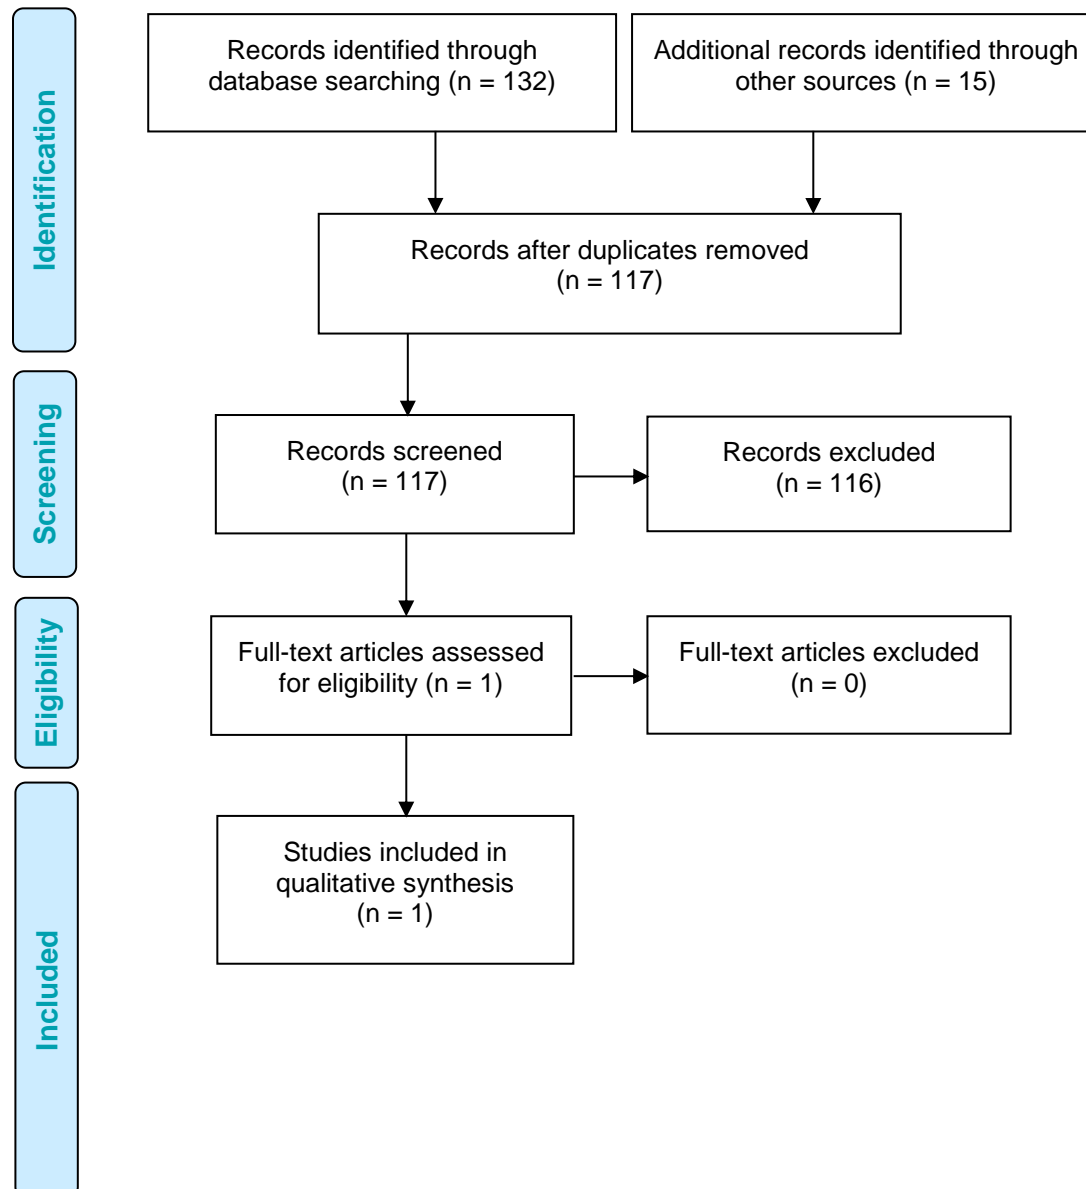 Identification
Records identified through
database searching (n = 132)
Additional records identified through
other sources (n = 15)
Records after duplicates removed
(n = 117)
Screening
Records screened
(n = 117)
Records excluded
(n = 116)
Eligibility
Full-text articles assessed
for eligibility (n = 1)
Full-text articles excluded
(n = 0)
Included
Studies included in
qualitative synthesis
(n = 1)